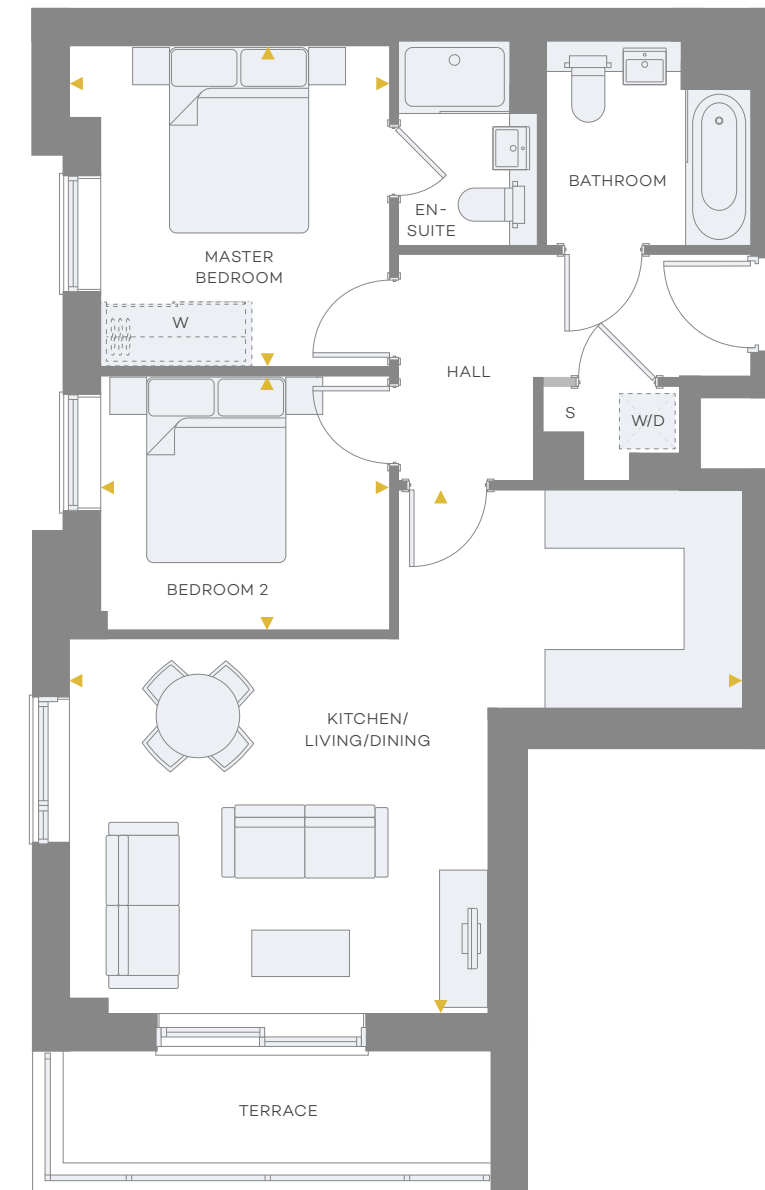 BATHROOM
EN-
SUITE
MASTER
BEDROOM
W
HALL
S
W/D
BEDROOM 2
KITCHEN/
LIVING/DINING
TERRACE